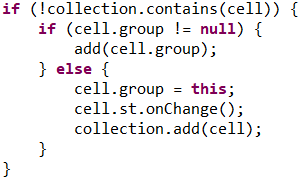 if (!collection.contains(cell)) {
    if (cell.group != null) {
        add(cell.group);
    } else {
        cell.group = this;
        cell.st.onChange();
        collection.add(cell);
    }
}